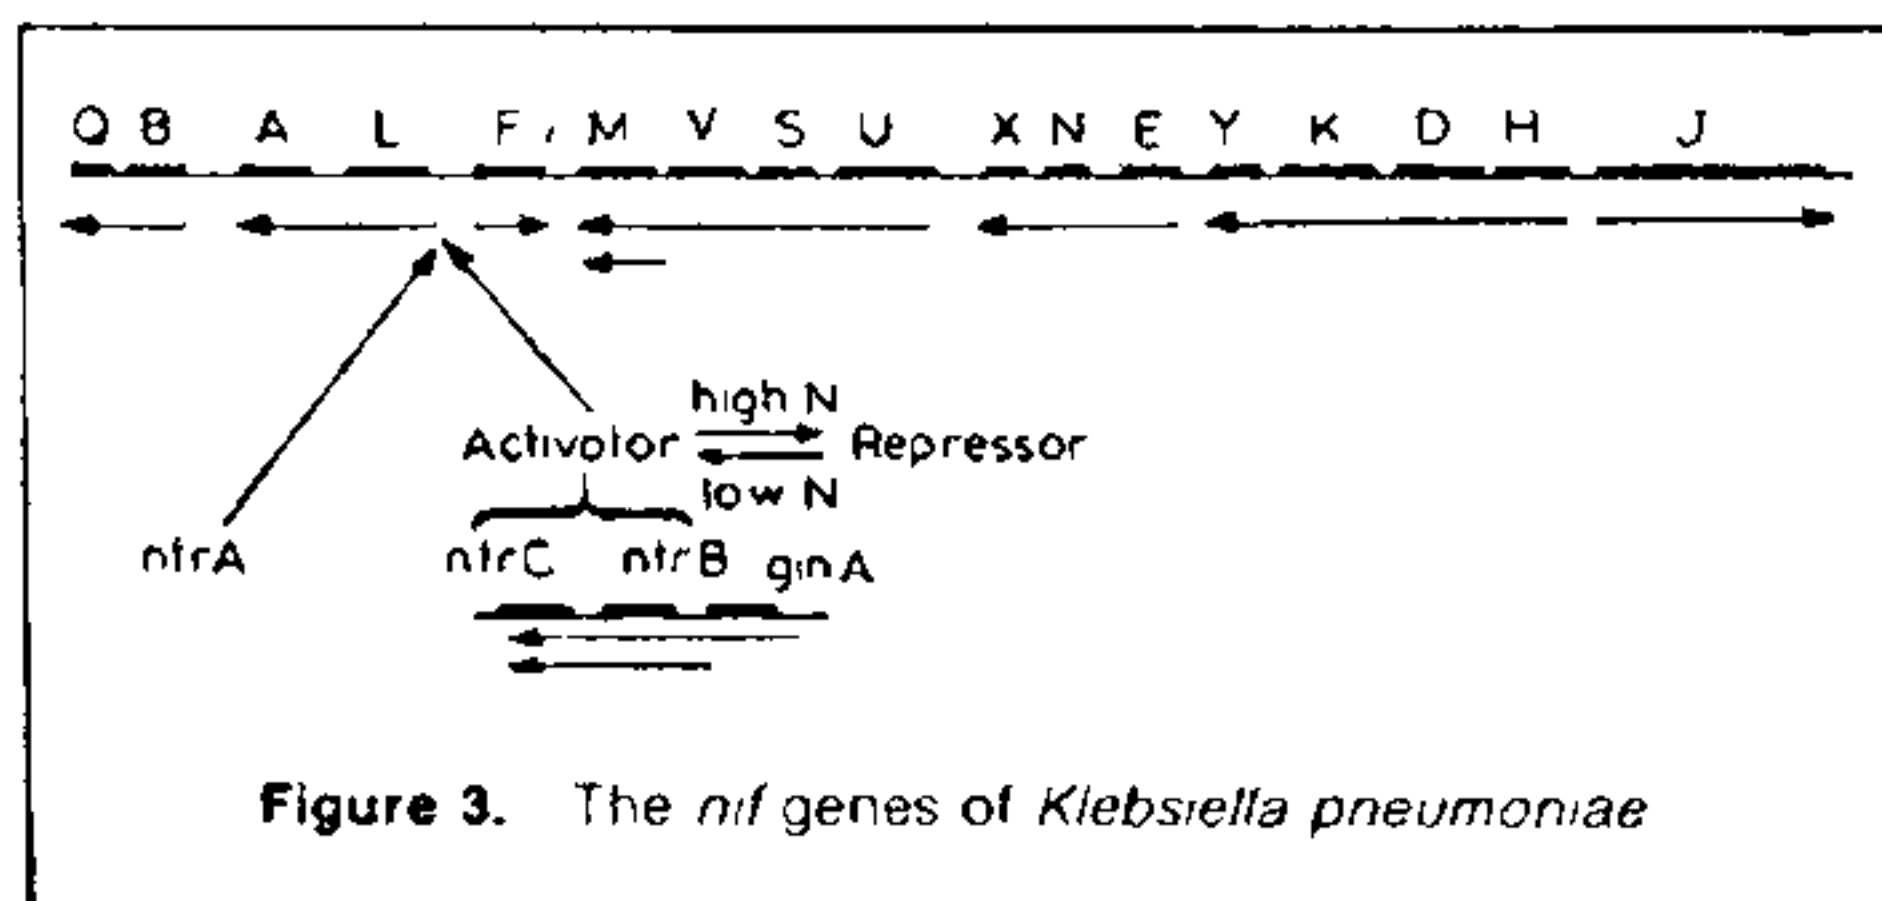 Q B A L F M V S U X N E Y K D H J
high N
Activator Repressor
low N
ntrA ntrC ntrB glnA
Figure 3. The nif genes of Klebsiella pneumoniae